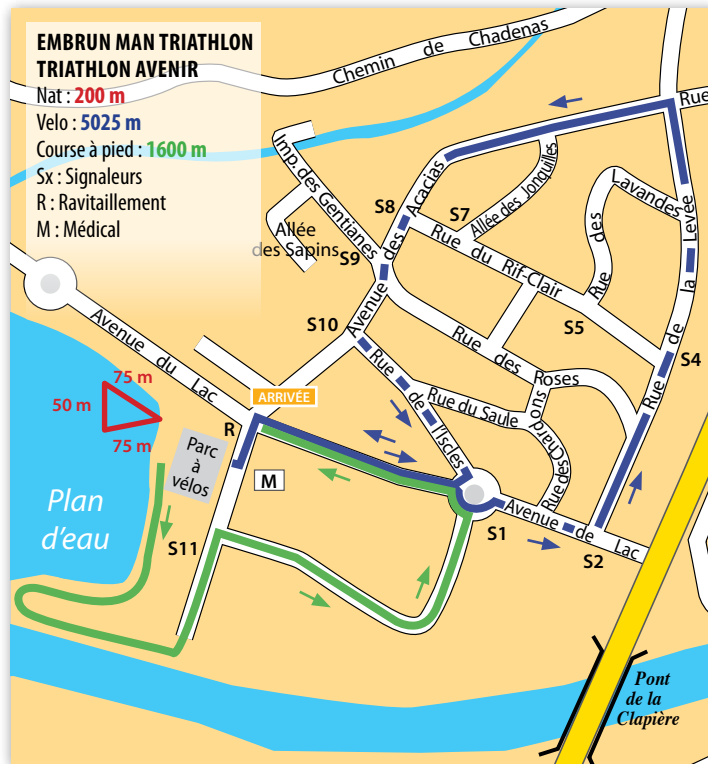 EMBRUN MAN TRIATHLON
TRIATHLON AVENIR
Nat : 200 m
Velo : 5025 m
Course à pied : 1600 m
Sx : Signaleurs
R : Ravitaillement
M : Médical
Chemin de Chadenas
Rue
Imp. des Gentianes
Allée
des Sapins
S8
S7
S9
S10
Avenue des Acacias
Allée des Jonquilles
Rue des Lavandes
Rue du Rif-Clair
S5
S4
Rue de la Levée
Avenue du Lac
Rue des Roses
Rue de l'Iscles
Rue du Saule
Rue des Chardons
75 m
50 m
75 m
ARRIVÉE
R
M
Parc
à
vélos
Plan
d'eau
S11
S1
Avenue de Lac
S2
Pont
de la
Clapière